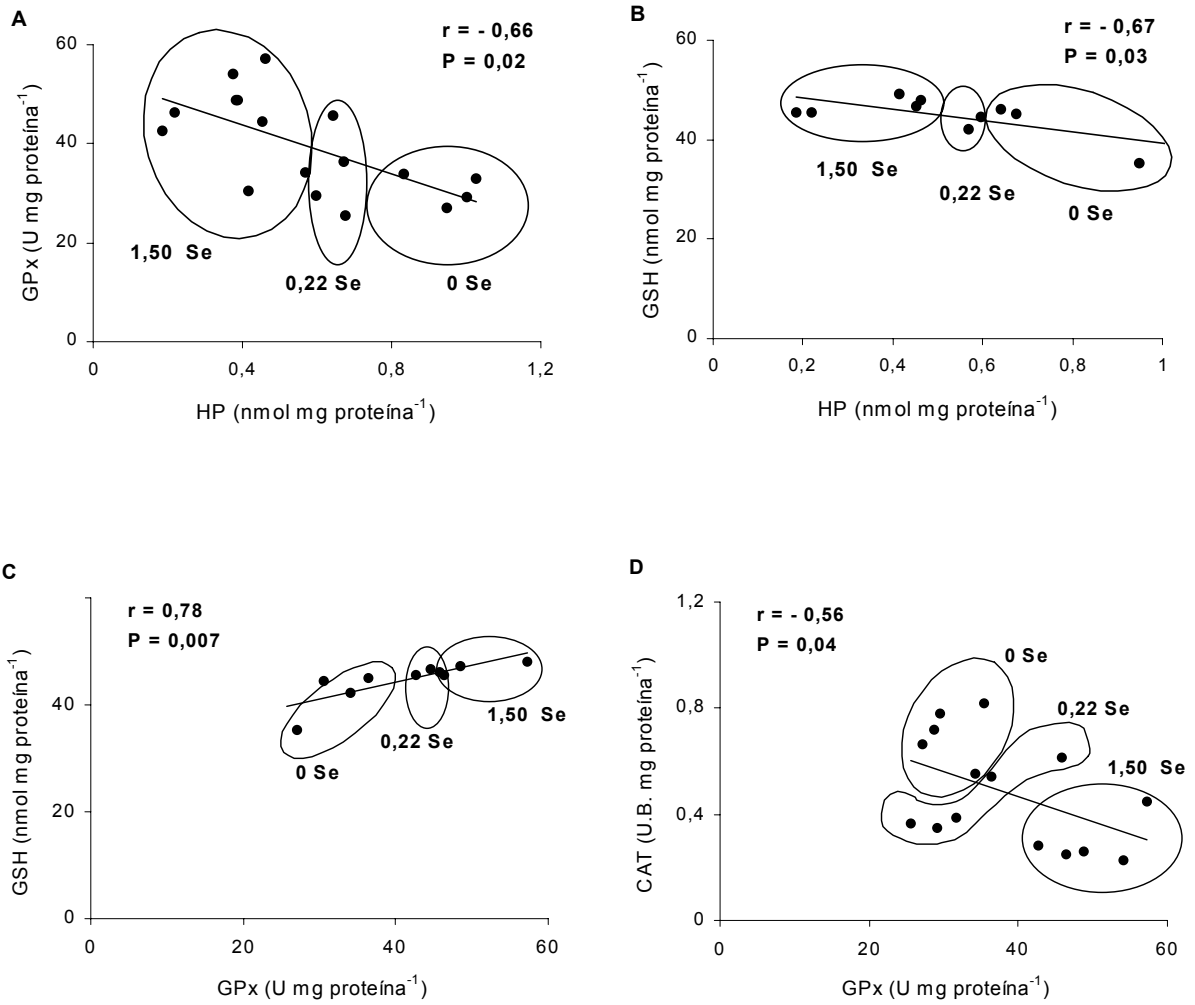 A
r = - 0,66
P = 0,02
60
40
20
0
GPx (U mg proteína-1)
1,50 Se
0,22 Se
0 Se
0
0,4
0,8
1,2
HP (nmol mg proteína-1)
B
r = - 0,67
P = 0,03
60
40
20
0
GSH (nmol mg proteína-1)
1,50 Se
0,22 Se
0 Se
0
0,2
0,4
0,6
0,8
1
HP (nmol mg proteína-1)
C
r = 0,78
P = 0,007
40
20
0
GSH (nmol mg proteína-1)
0 Se
0,22 Se
1,50 Se
0
20
40
60
GPx (U mg proteína-1)
D
r = - 0,56
P = 0,04
1,2
0,8
0,4
0
CAT (U.B. mg proteína-1)
0 Se
0,22 Se
1,50 Se
0
20
40
60
GPx (U mg proteína-1)